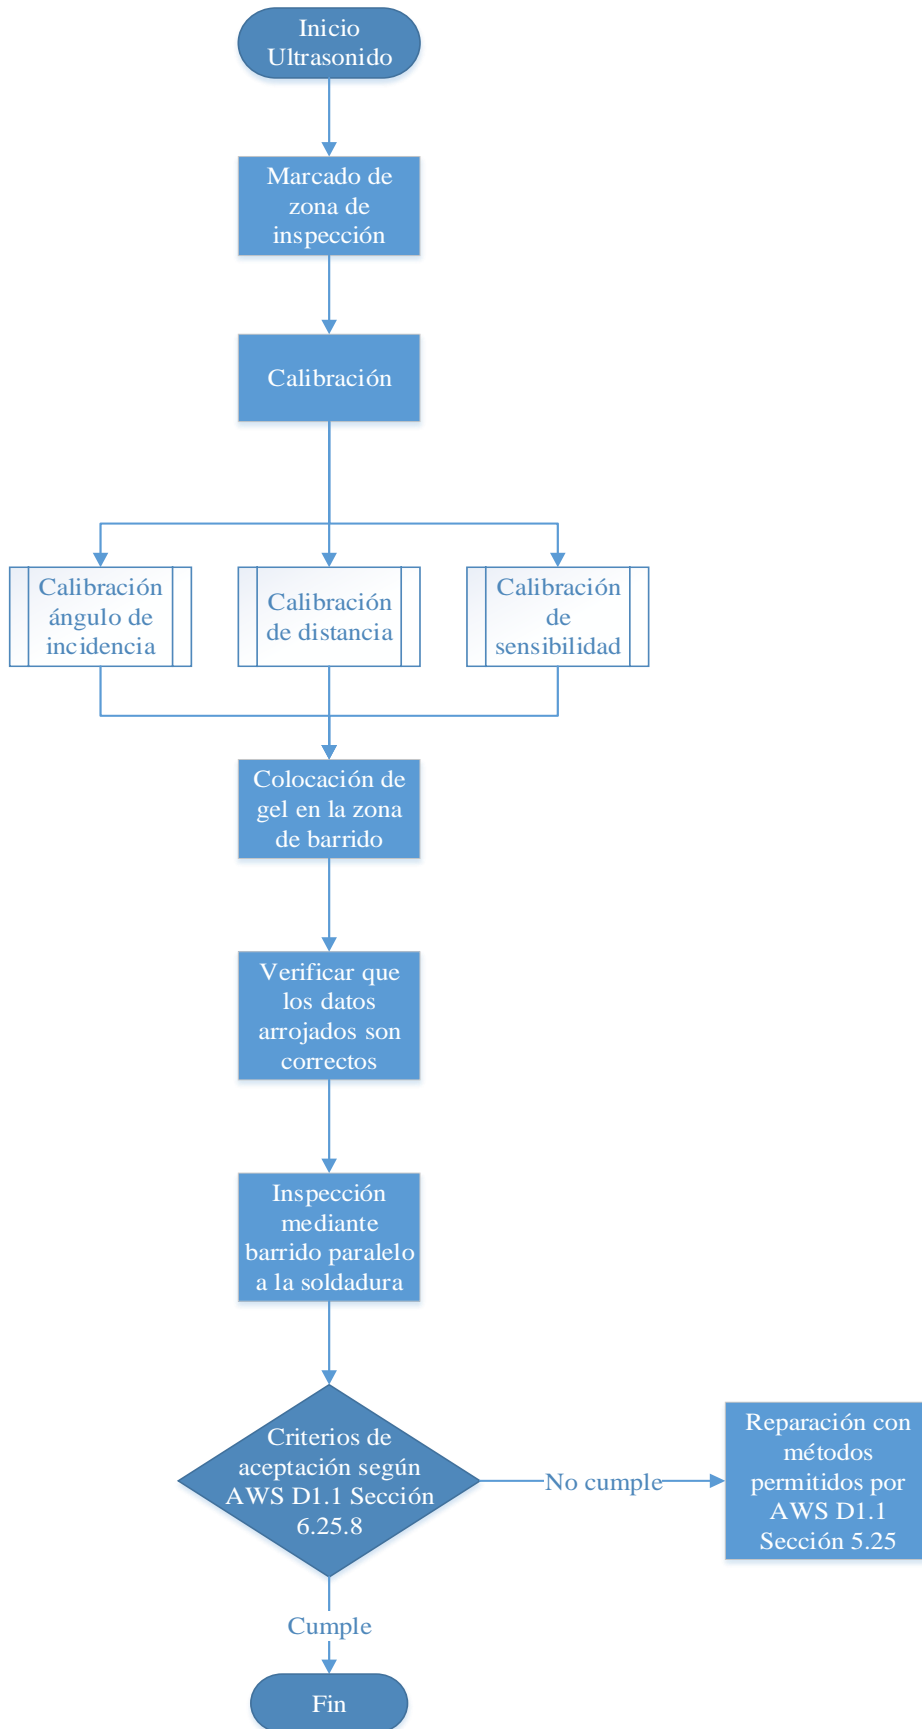 Inicio
Ultrasonido
Marcado de
zona de
inspección
Calibración
Calibración
ángulo de
incidencia
Calibración
de distancia
Calibración
de
sensibilidad
Colocación de
gel en la zona
de barrido
Verificar que
los datos
arrojados son
correctos
Inspección
mediante
barrido paralelo
a la soldadura
Criterios de
aceptación según
AWS D1.1 Sección
6.25.8
No cumple
Reparación con
métodos
permitidos por
AWS D1.1
Sección 5.25
Cumple
Fin